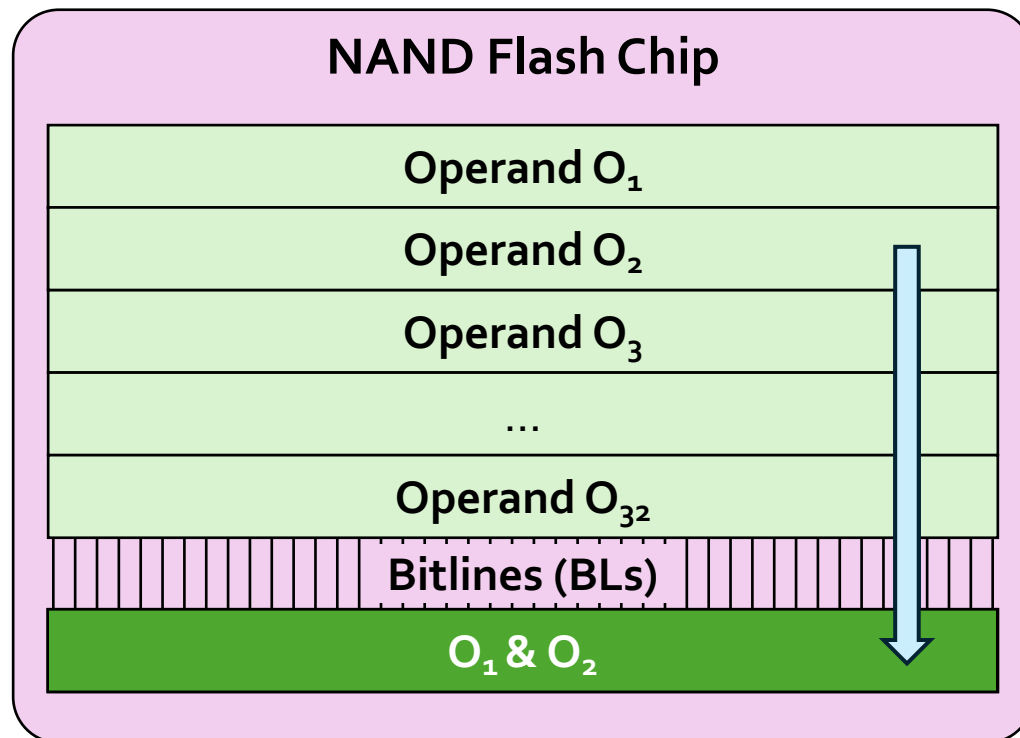 NAND Flash Chip
Operand O₁
Operand O₂
Operand O₃
...
Operand O₃₂
Bitlines (BLs)
O₁ & O₂